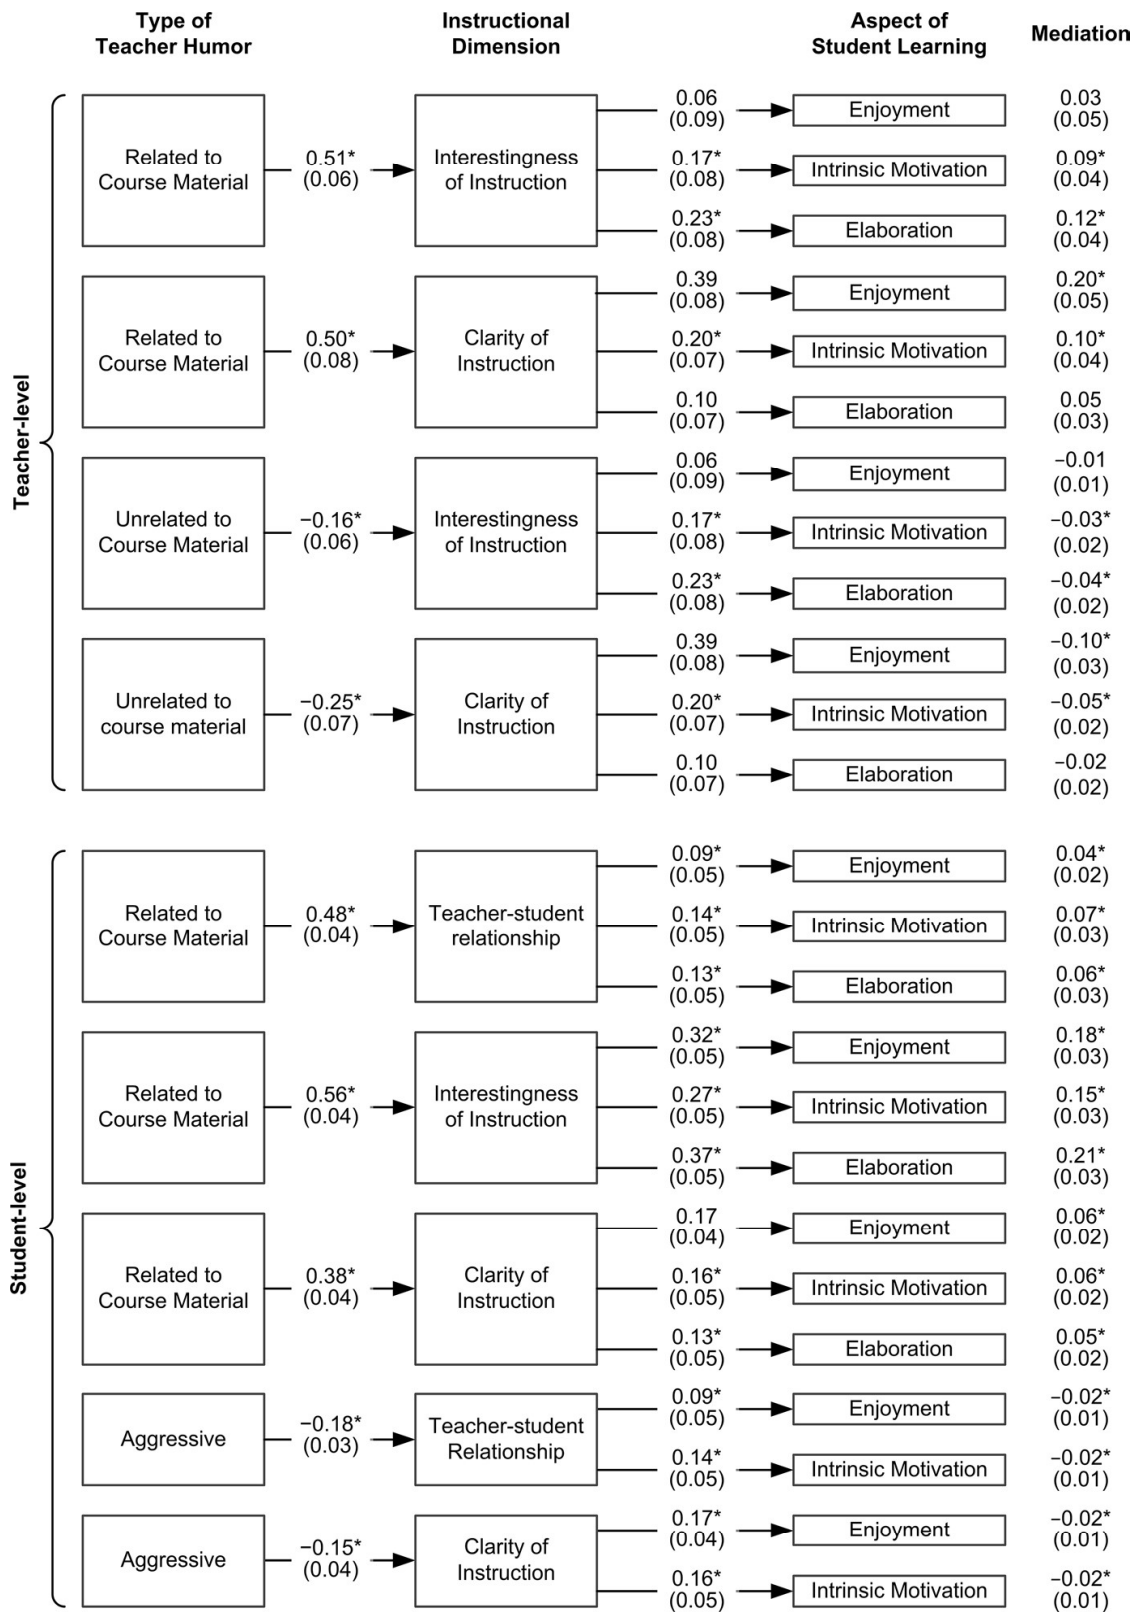 Type of
Teacher Humor
Instructional
Dimension
Aspect of
Student Learning
Mediation
Teacher-level
Related to
Course Material
0.51*
(0.06)
Interestingness
of Instruction
0.06
(0.09)
Enjoyment
0.03
(0.05)
0.17*
(0.08)
Intrinsic Motivation
0.09*
(0.04)
0.23*
(0.08)
Elaboration
0.12*
(0.04)
Related to
Course Material
0.50*
(0.08)
Clarity of
Instruction
0.39
(0.08)
Enjoyment
0.20*
(0.05)
0.20*
(0.07)
Intrinsic Motivation
0.10*
(0.04)
0.10
(0.07)
Elaboration
0.05
(0.03)
Unrelated to
Course Material
−0.16*
(0.06)
Interestingness
of Instruction
0.06
(0.09)
Enjoyment
−0.01
(0.01)
0.17*
(0.08)
Intrinsic Motivation
−0.03*
(0.02)
0.23*
(0.08)
Elaboration
−0.04*
(0.02)
Unrelated to
course material
−0.25*
(0.07)
Clarity of
Instruction
0.39
(0.08)
Enjoyment
−0.10*
(0.03)
0.20*
(0.07)
Intrinsic Motivation
−0.05*
(0.02)
0.10
(0.07)
Elaboration
−0.02
(0.02)
Student-level
Related to
Course Material
0.48*
(0.04)
Teacher-student
relationship
0.09*
(0.05)
Enjoyment
0.04*
(0.02)
0.14*
(0.05)
Intrinsic Motivation
0.07*
(0.03)
0.13*
(0.05)
Elaboration
0.06*
(0.03)
Related to
Course Material
0.56*
(0.04)
Interestingness
of Instruction
0.32*
(0.05)
Enjoyment
0.18*
(0.03)
0.27*
(0.05)
Intrinsic Motivation
0.15*
(0.03)
0.37*
(0.05)
Elaboration
0.21*
(0.03)
Related to
Course Material
0.38*
(0.04)
Clarity of
Instruction
0.17
(0.04)
Enjoyment
0.06*
(0.02)
0.16*
(0.05)
Intrinsic Motivation
0.06*
(0.02)
0.13*
(0.05)
Elaboration
0.05*
(0.02)
Aggressive
−0.18*
(0.03)
Teacher-student
Relationship
0.09*
(0.05)
Enjoyment
−0.02*
(0.01)
0.14*
(0.05)
Intrinsic Motivation
−0.02*
(0.01)
Aggressive
−0.15*
(0.04)
Clarity of
Instruction
0.17*
(0.04)
Enjoyment
−0.02*
(0.01)
0.16*
(0.05)
Intrinsic Motivation
−0.02*
(0.01)